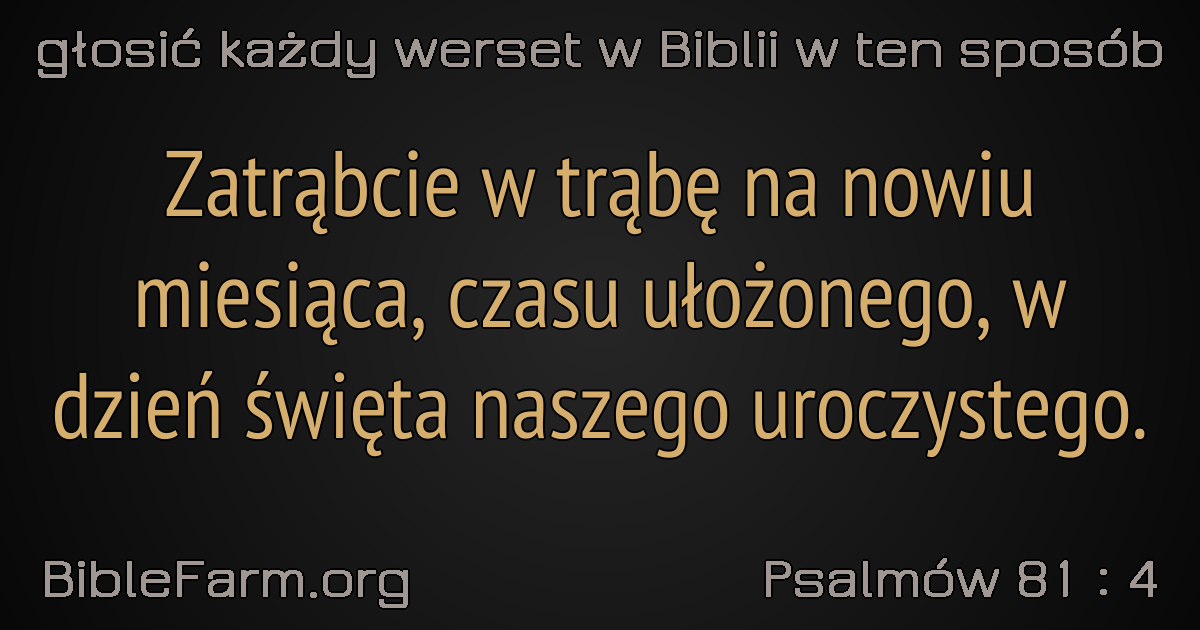 głosić każdy werset w Biblii w ten sposób
Zatrąbcie w trąbę na nowiu
miesiąca, czasu ułożonego, w
dzień święta naszego uroczystego.
BibleFarm.org
Psalmów 81 : 4